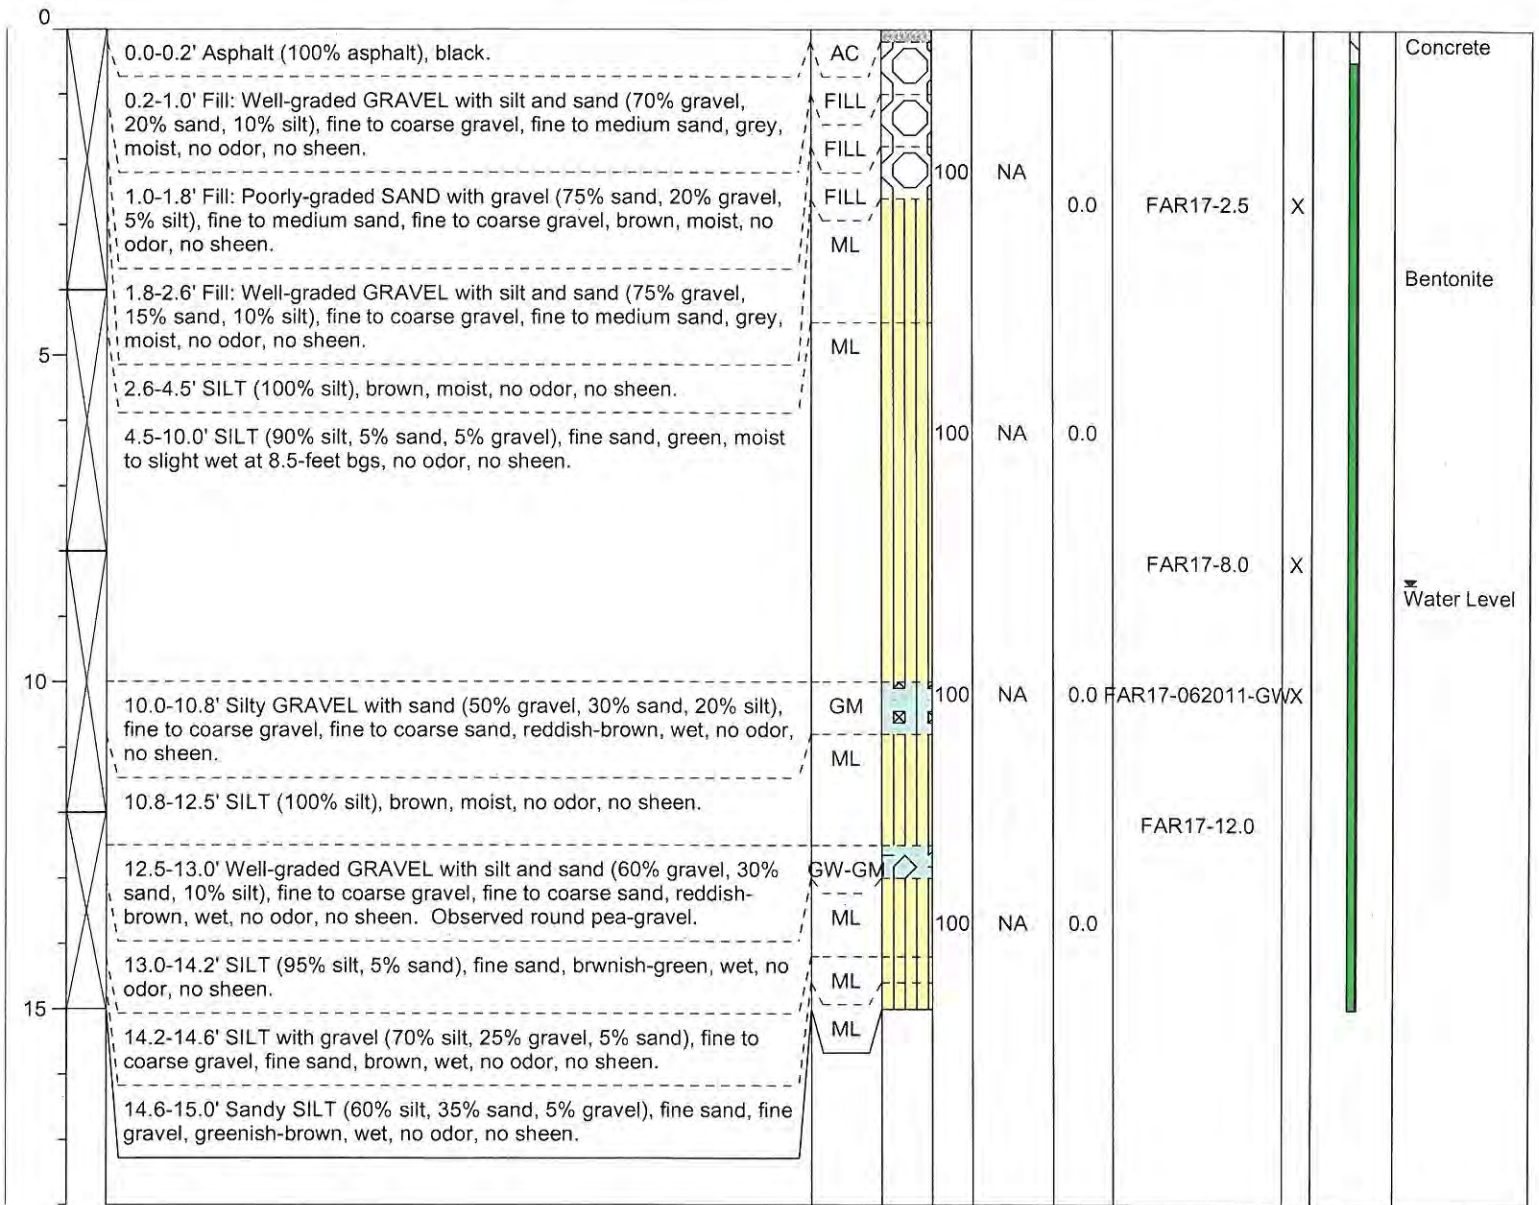 0
0.0-0.2' Asphalt (100% asphalt), black.
AC
Concrete
0.2-1.0' Fill: Well-graded GRAVEL with silt and sand (70% gravel,
20% sand, 10% silt), fine to coarse gravel, fine to medium sand, grey,
moist, no odor, no sheen.
FILL
FILL
100
NA
1.0-1.8' Fill: Poorly-graded SAND with gravel (75% sand, 20% gravel,
5% silt), fine to medium sand, fine to coarse gravel, brown, moist, no
odor, no sheen.
FILL
0.0
FAR17-2.5
X
ML
Bentonite
1.8-2.6' Fill: Well-graded GRAVEL with silt and sand (75% gravel,
15% sand, 10% silt), fine to coarse gravel, fine to medium sand, grey,
moist, no odor, no sheen.
ML
5
2.6-4.5' SILT (100% silt), brown, moist, no odor, no sheen.
4.5-10.0' SILT (90% silt, 5% sand, 5% gravel), fine sand, green, moist
to slight wet at 8.5-feet bgs, no odor, no sheen.
100
NA
0.0
FAR17-8.0
X
Water Level
10
10.0-10.8' Silty GRAVEL with sand (50% gravel, 30% sand, 20% silt),
fine to coarse gravel, fine to coarse sand, reddish-brown, wet, no odor,
no sheen.
GM
100
NA
0.0
FAR17-062011-GW
X
ML
10.8-12.5' SILT (100% silt), brown, moist, no odor, no sheen.
FAR17-12.0
12.5-13.0' Well-graded GRAVEL with silt and sand (60% gravel, 30%
sand, 10% silt), fine to coarse gravel, fine to coarse sand, reddish-
brown, wet, no odor, no sheen. Observed round pea-gravel.
GW-GM
ML
100
NA
0.0
13.0-14.2' SILT (95% silt, 5% sand), fine sand, brwnish-green, wet, no
odor, no sheen.
ML
15
14.2-14.6' SILT with gravel (70% silt, 25% gravel, 5% sand), fine to
coarse gravel, fine sand, brown, wet, no odor, no sheen.
ML
14.6-15.0' Sandy SILT (60% silt, 35% sand, 5% gravel), fine sand, fine
gravel, greenish-brown, wet, no odor, no sheen.